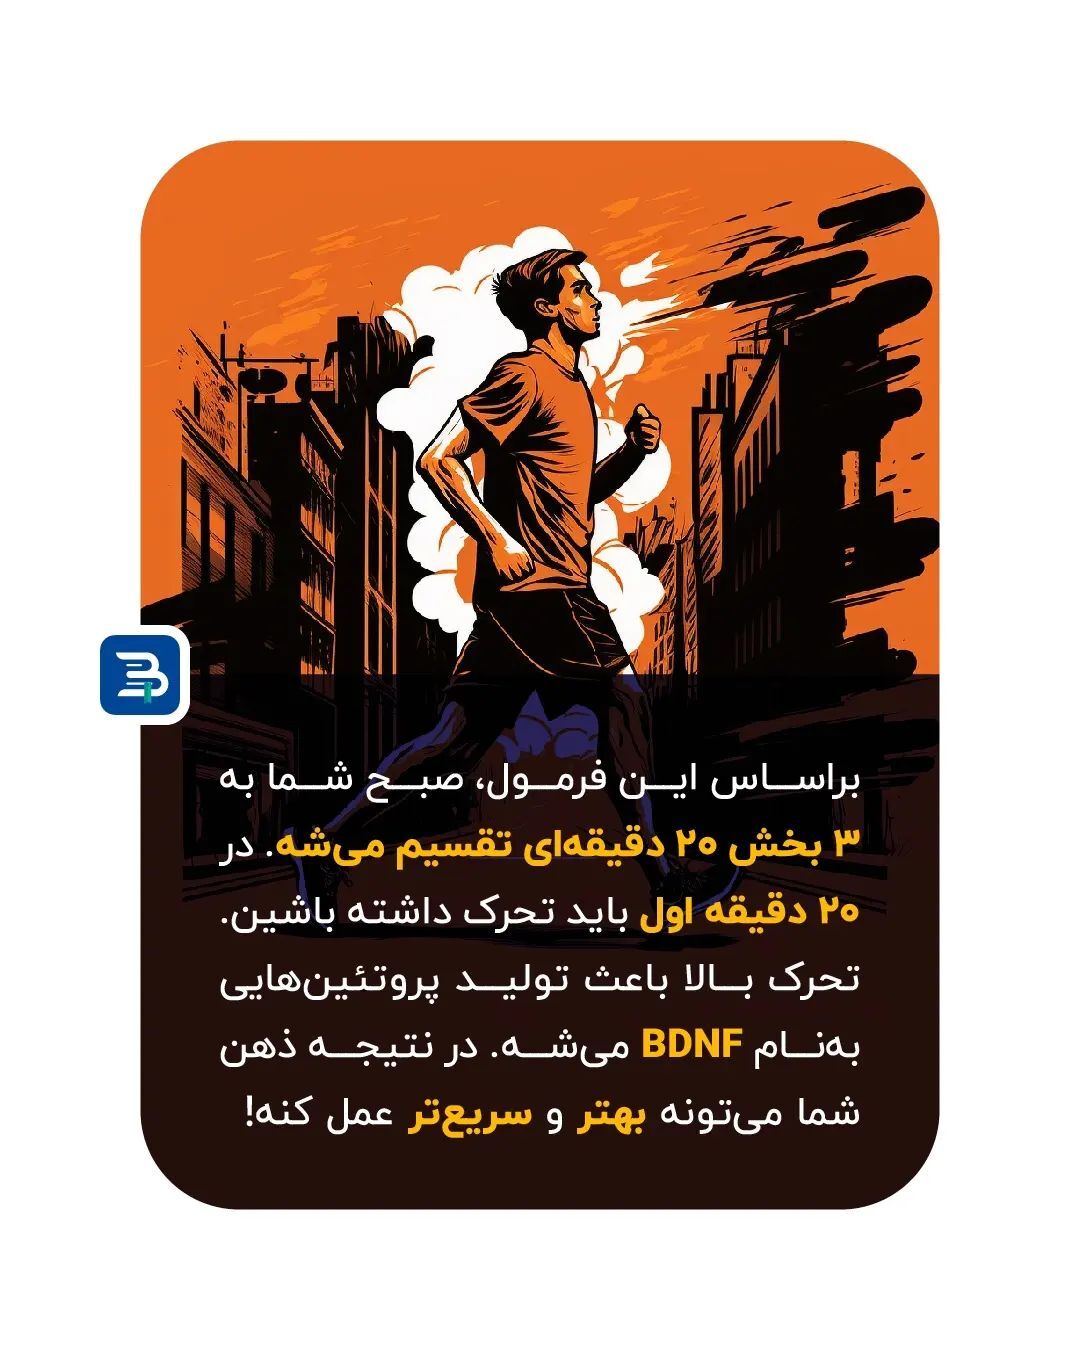 براساس این فرمول، صبح شما به
۳ بخش ۲۰ دقیقه‌ای تقسیم می‌شه. در
۲۰ دقیقه اول باید تحرک داشته باشین.
تحرک بالا باعث تولید پروتئین‌هایی
به‌نام BDNF می‌شه. در نتیجه ذهن
شما می‌تونه بهتر و سریع‌تر عمل کنه!